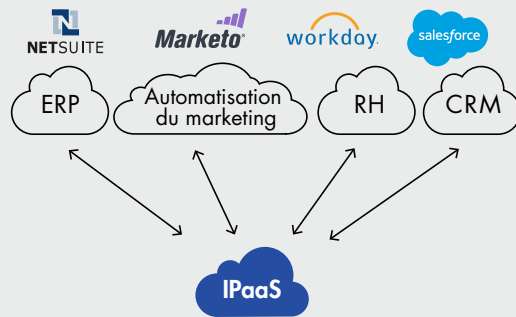 NETSUITE
Marketo®
workday.
salesforce
ERP
Automatisation
du marketing
RH
CRM
IPaaS